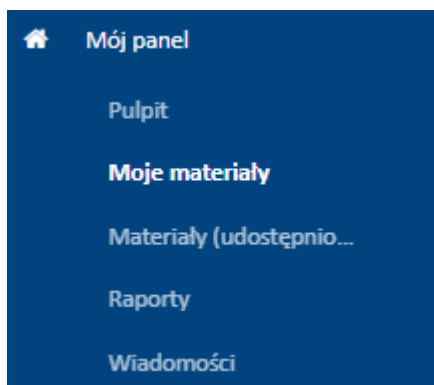 Mój panel
Pulpit
Moje materiały
Materiały (udostępnio...
Raporty
Wiadomości